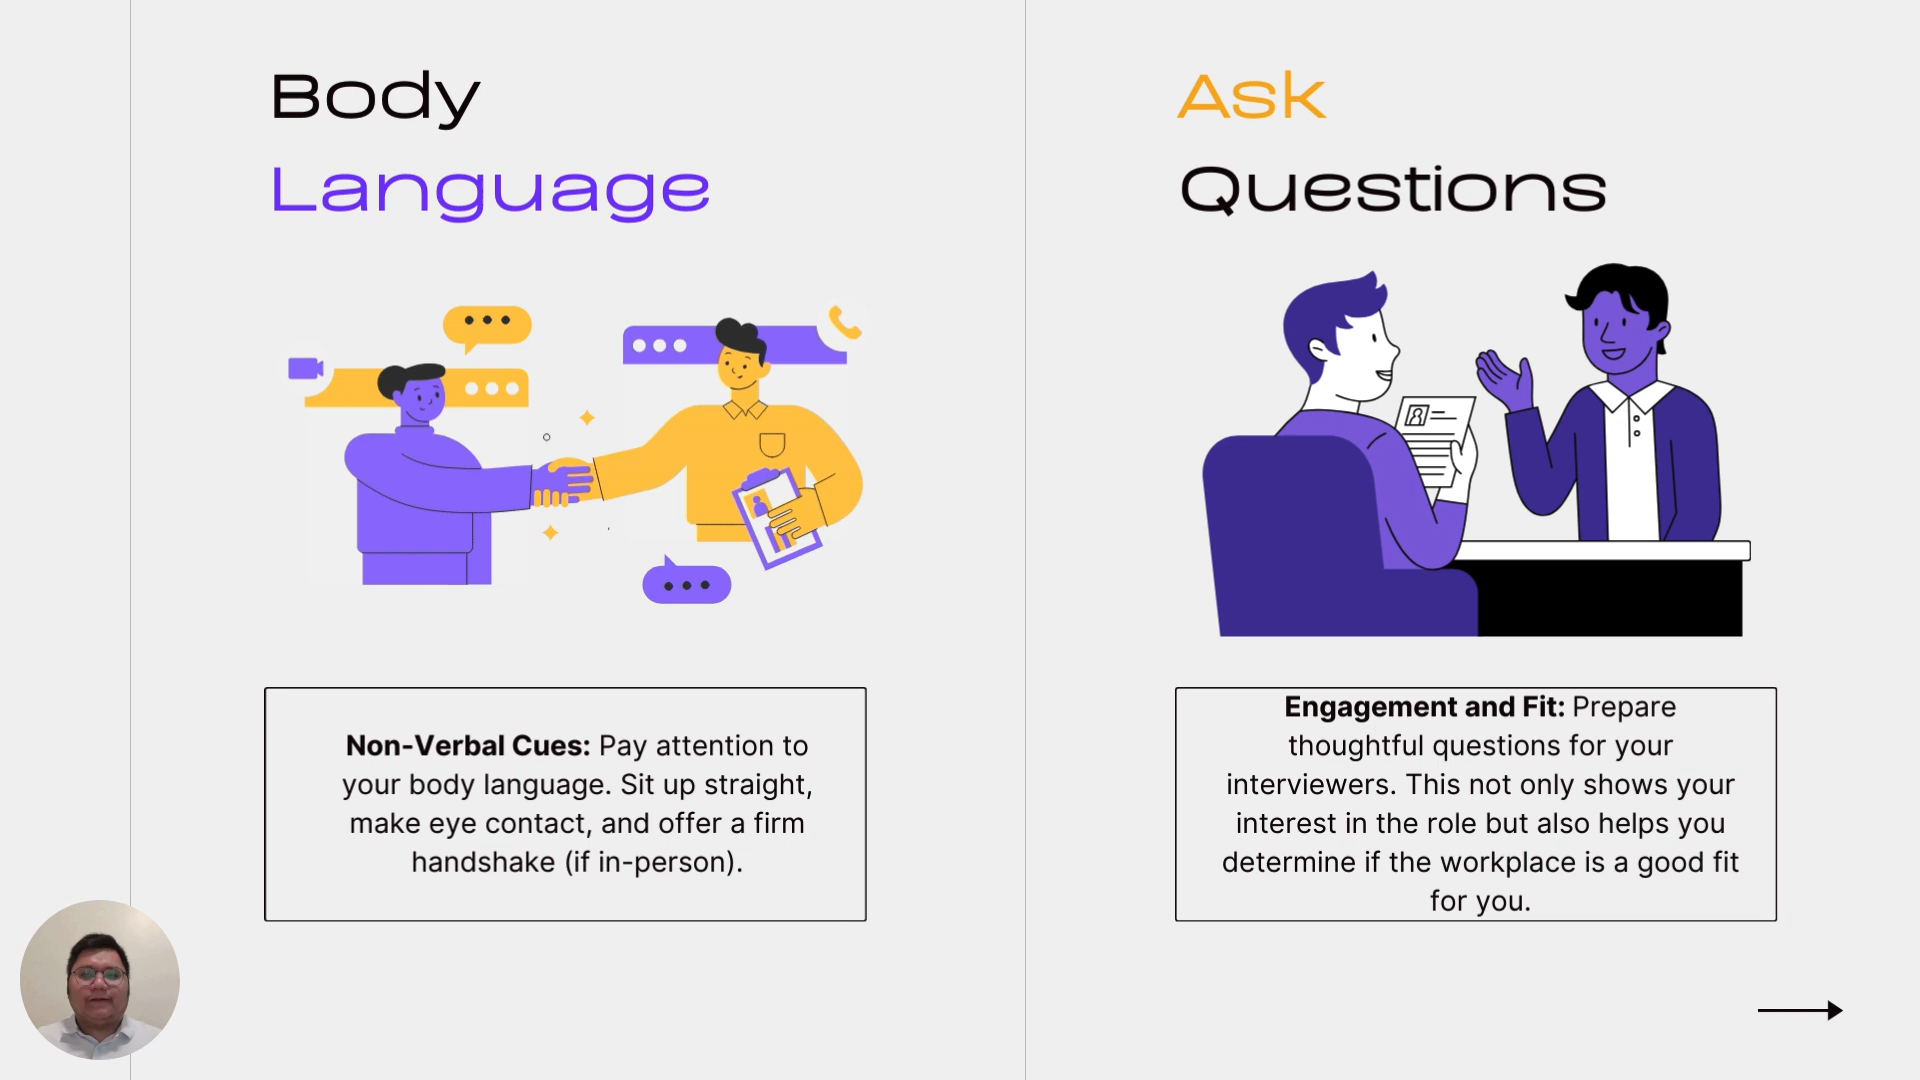 Body
Language
Non-Verbal Cues: Pay attention to
your body language. Sit up straight,
make eye contact, and offer a firm
handshake (if in-person).
Ask
Questions
Engagement and Fit: Prepare
thoughtful questions for your
interviewers. This not only shows your
interest in the role but also helps you
determine if the workplace is a good fit
for you.